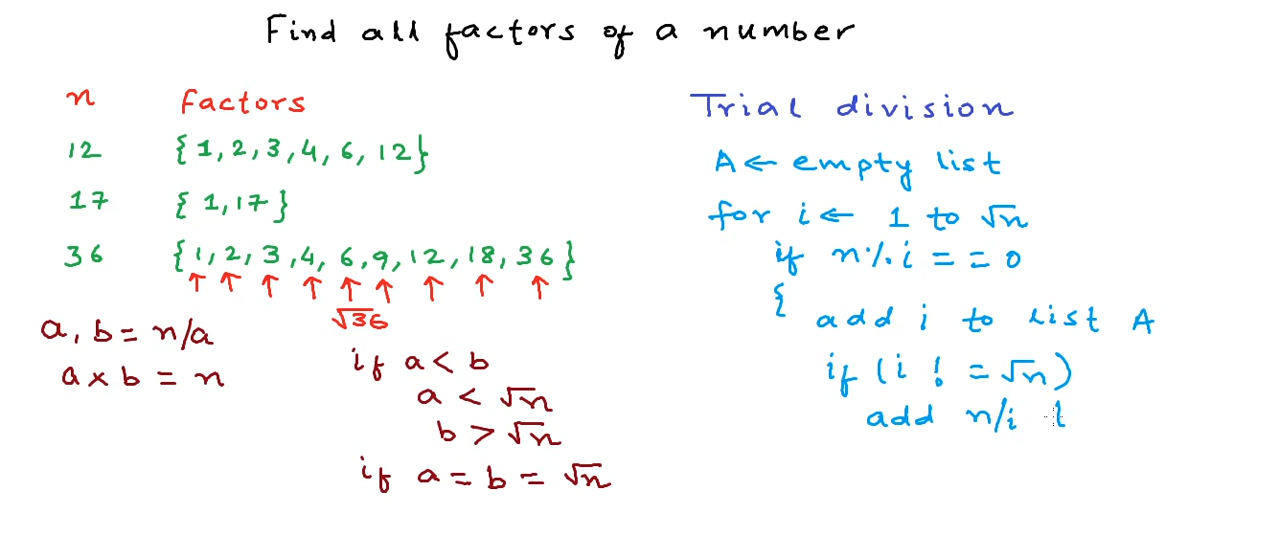 Find all factors of a number
n factors
12 {1,2,3,4,6,12}
17 {1,17}
36 {1,2,3,4,6,9,12,18,36}
↑ ↑ ↑ ↑ ↑ ↑ ↑ ↑ ↑
√36
a, b = n/a
a × b = n
if a < b
a < √n
b > √n
if a = b = √n
Trial division
A ← empty list
for i ← 1 to √n
if n % i == 0
{
add i to list A
if (i != √n)
add n/i t